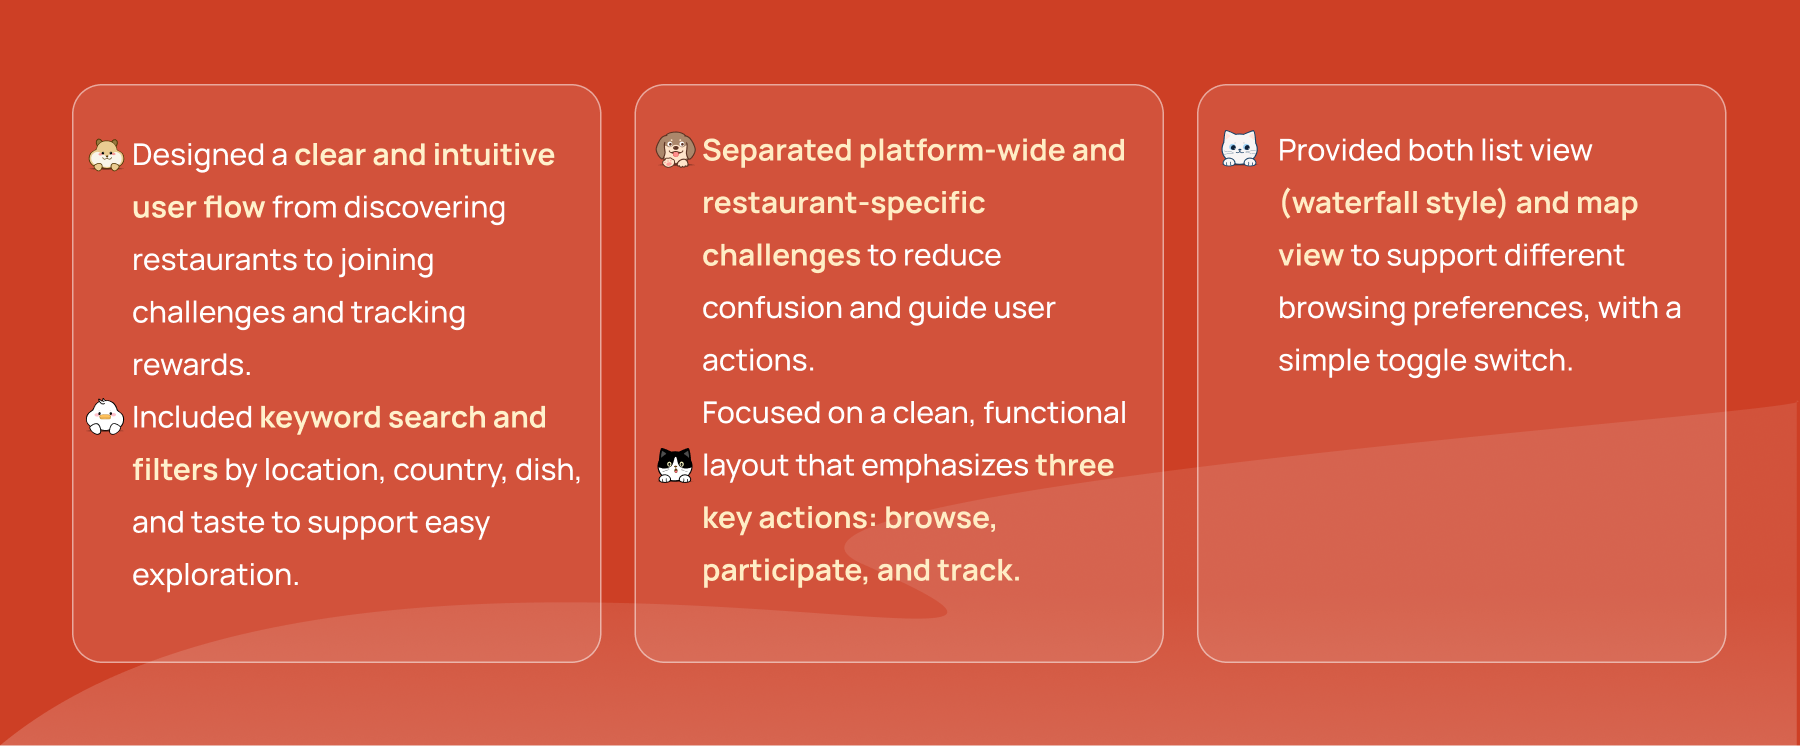 Designed a clear and intuitive
user flow from discovering
restaurants to joining
challenges and tracking
rewards.
Included keyword search and
filters by location, country, dish,
and taste to support easy
exploration.
Separated platform-wide and
restaurant-specific
challenges to reduce
confusion and guide user
actions.
Focused on a clean, functional
layout that emphasizes three
key actions: browse,
participate, and track.
Provided both list view
(waterfall style) and map
view to support different
browsing preferences, with a
simple toggle switch.